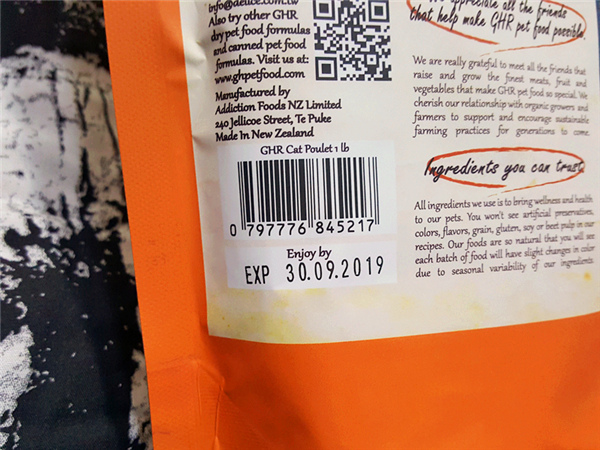 info@deuce.com.tw
Also try other GHR
dry pet food formulas
and canned pet food
formulas. Visit us at:
www.ghpetfood.com
Manufactured by
Addiction Foods NZ Limited
240 Jellicoe Street, Te Puke
Made In New Zealand
GHR Cat Poulet 1 lb
0 797776 845217
Enjoy by
EXP 30.09.2019
appreciate all the friends
that help make GHR pet food possible.
We are really grateful to meet all the friends that
raise and grow the finest meats, fruit and
vegetables that make GHR pet food so special. We
cherish our relationship with organic growers and
farmers to support and encourage sustainable
farming practices for generations to come.
Ingredients you can trust.
All ingredients we use is to bring wellness and health
to our pets. You won't see artificial preservatives,
colors, flavors, grain, gluten, soy or beet pulp in our
recipes. Our foods are so natural that you will see
each batch of food will have slight changes in color
due to seasonal variability of our ingredients